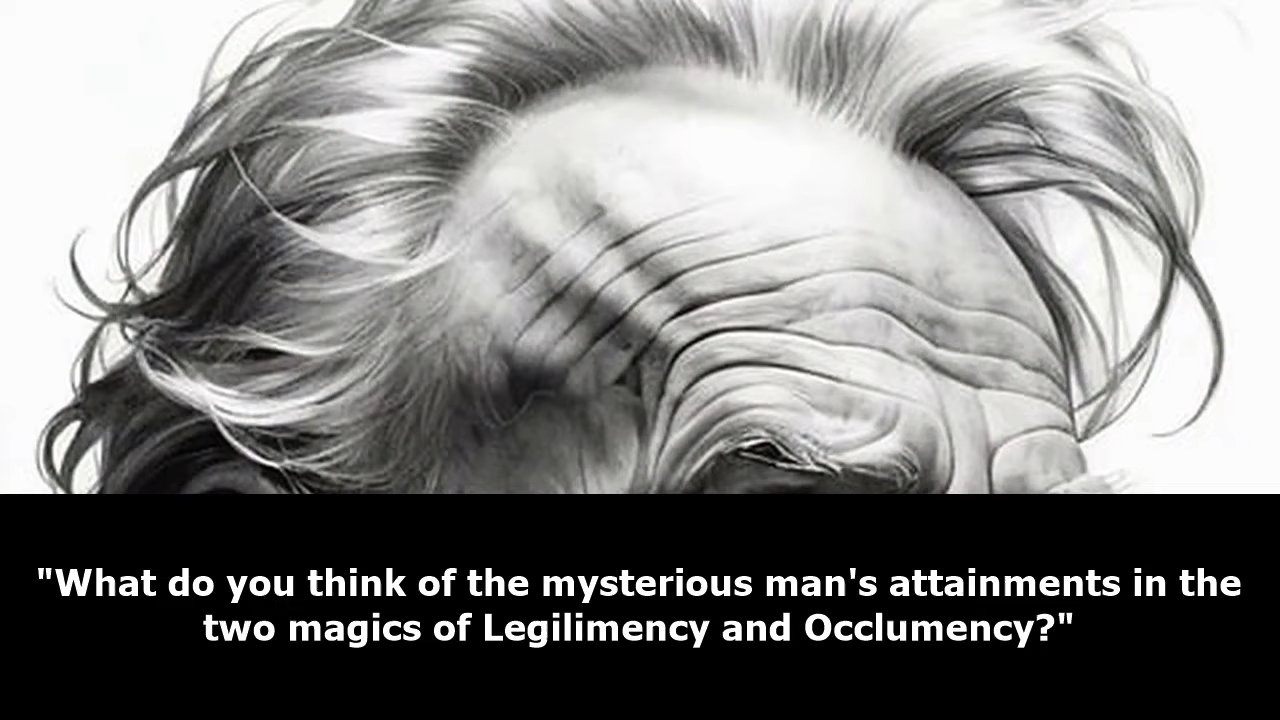 "What do you think of the mysterious man's attainments in the
two magics of Legilimency and Occlumency?"